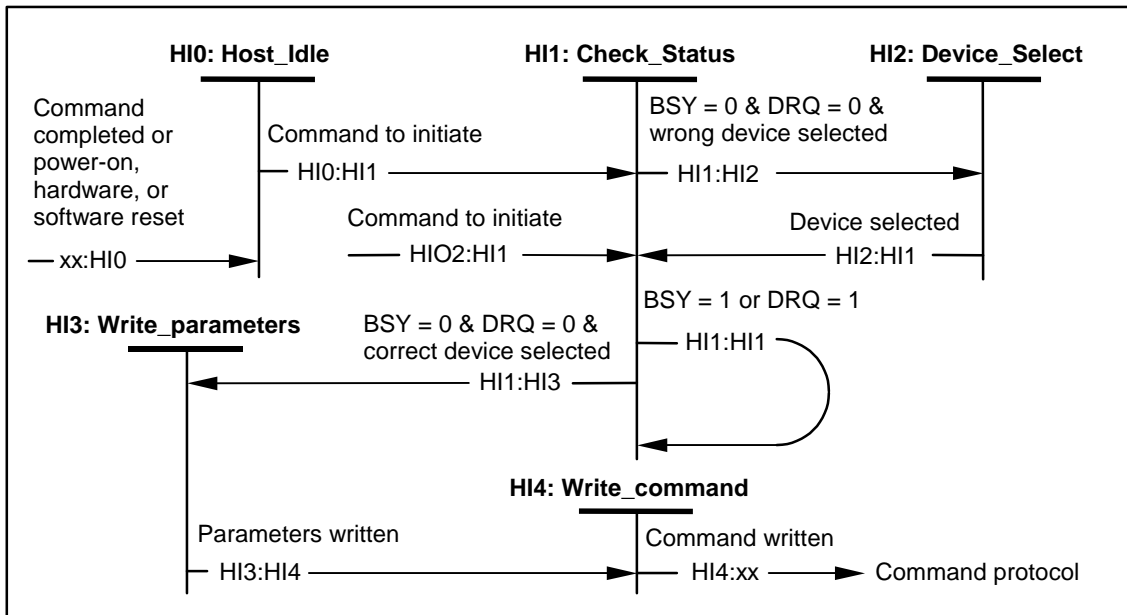 HI0: Host_Idle
HI1: Check_Status
HI2: Device_Select
Command
completed or
power-on,
hardware, or
software reset
xx:HI0
Command to initiate
HI0:HI1
BSY = 0 & DRQ = 0 &
wrong device selected
HI1:HI2
Command to initiate
HIO2:HI1
Device selected
HI2:HI1
BSY = 1 or DRQ = 1
HI1:HI1
HI3: Write_parameters
BSY = 0 & DRQ = 0 &
correct device selected
HI1:HI3
HI4: Write_command
Parameters written
HI3:HI4
Command written
HI4:xx
Command protocol